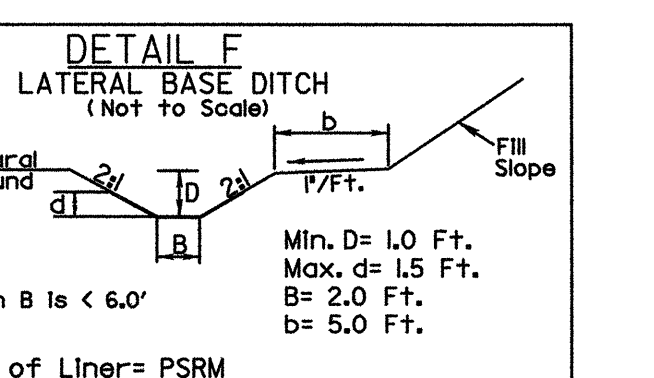 DETAIL F
LATERAL BASE DITCH
(Not to Scale)
b
Fill
Slope
2:1
D
2:1
1"/Ft.
d
B
Min. D= 1.0 Ft.
Max. d= 1.5 Ft.
B= 2.0 Ft.
b= 5.0 Ft.
B is < 6.0'
of Liner= PSRM